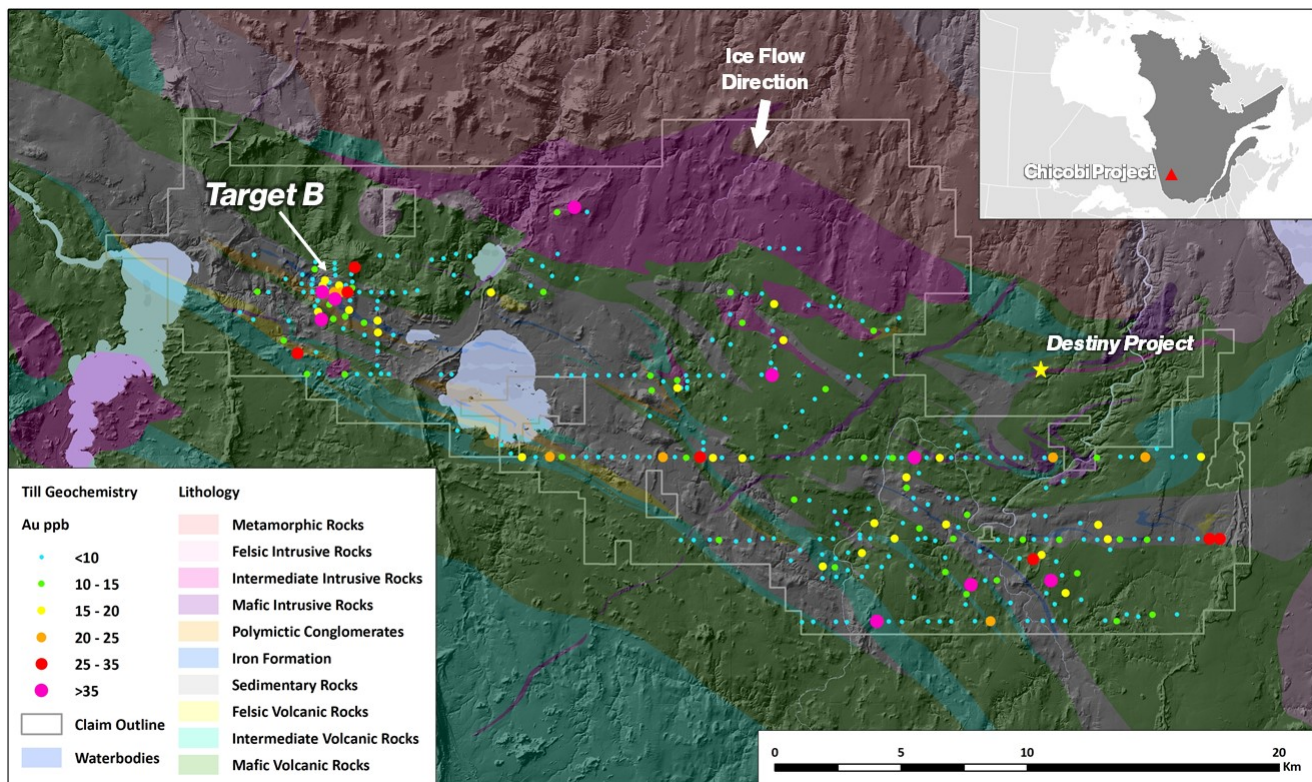 Ice Flow
Direction
Chicobi Project
Target B
Destiny Project
Till Geochemistry
Au ppb
<10
10 - 15
15 - 20
20 - 25
25 - 35
>35
Claim Outline
Waterbodies
Lithology
Metamorphic Rocks
Felsic Intrusive Rocks
Intermediate Intrusive Rocks
Mafic Intrusive Rocks
Polymictic Conglomerates
Iron Formation
Sedimentary Rocks
Felsic Volcanic Rocks
Intermediate Volcanic Rocks
Mafic Volcanic Rocks
0 5 10 20
Km